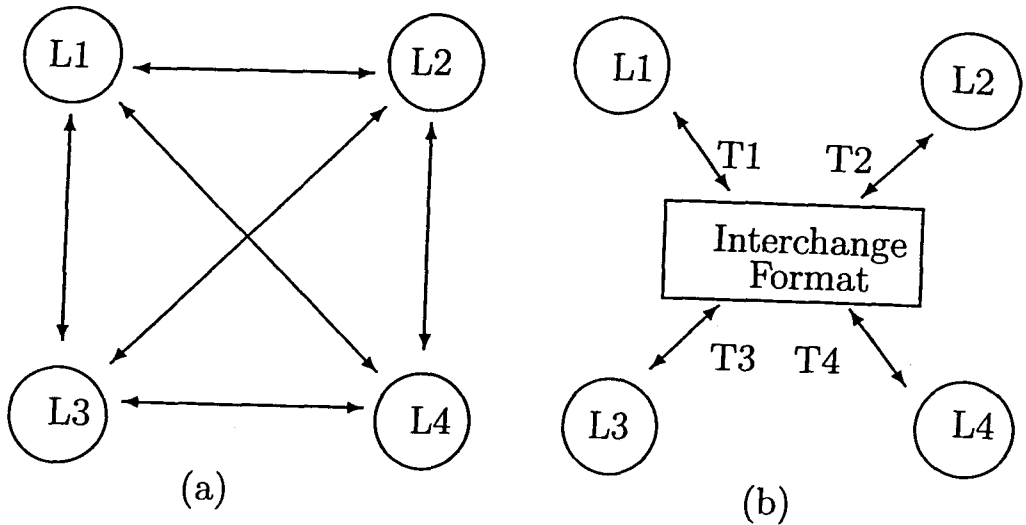 L1
L2
L3
L4
(a)
L1
L2
T1
T2
Interchange
Format
T3
T4
L3
L4
(b)